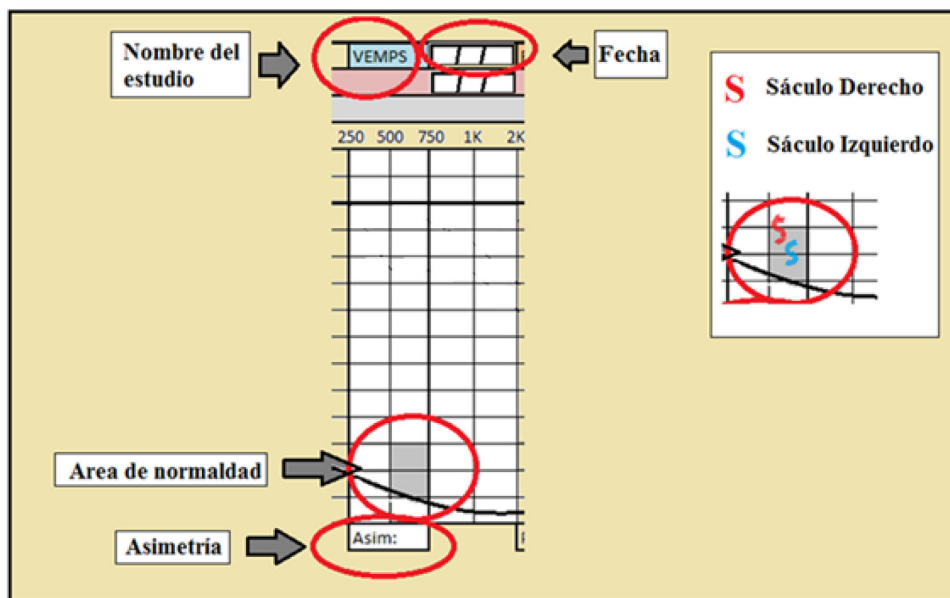 Nombre del
estudio
VEMPS
Fecha
250 500 750 1K 2K
S Sáculo Derecho
S Sáculo Izquierdo
S
S
Area de normaldad
Asimetría
Asim: